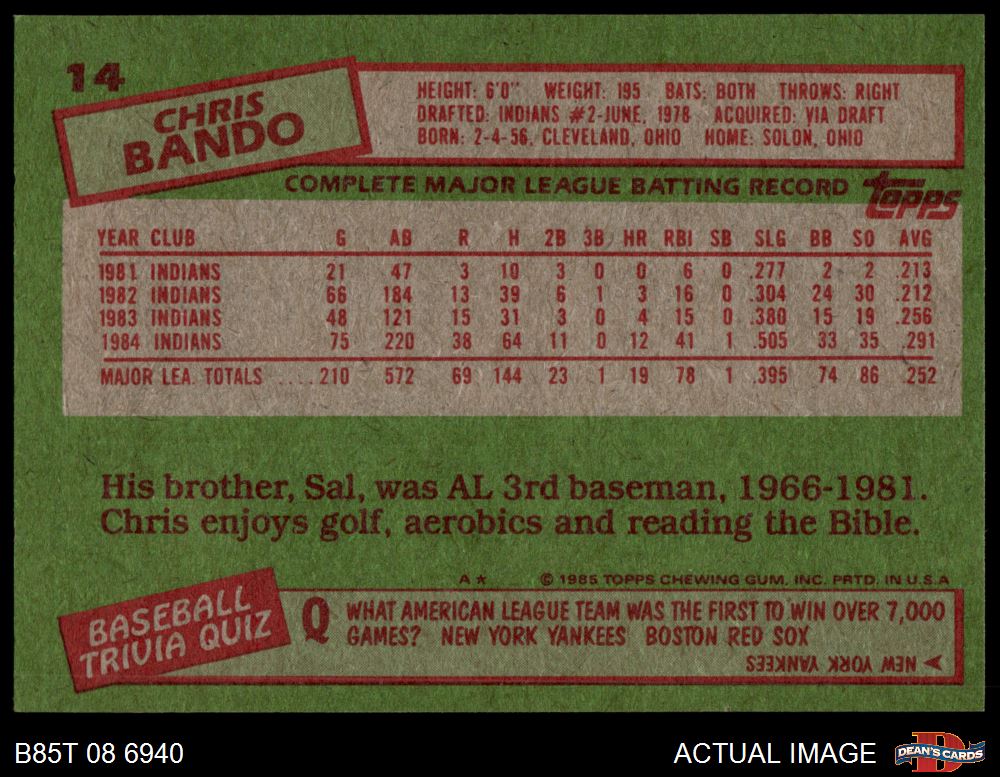 14
CHRIS
BANDO
HEIGHT: 6'0" WEIGHT: 195 BATS: BOTH THROWS: RIGHT
DRAFTED: INDIANS #2-JUNE, 1978 ACQUIRED: VIA DRAFT
BORN: 2-4-56, CLEVELAND, OHIO HOME: SOLON, OHIO
COMPLETE MAJOR LEAGUE BATTING RECORD
topps
YEAR CLUB G AB R H 2B 3B HR RBI SB SLG BB SO AVG
1981 INDIANS 21 47 3 10 3 0 0 6 0 .277 2 2 .213
1982 INDIANS 66 184 13 39 6 1 3 16 0 .304 24 30 .212
1983 INDIANS 48 121 15 31 3 0 4 15 0 .380 15 19 .256
1984 INDIANS 75 220 38 64 11 0 12 41 1 .505 33 35 .291
MAJOR LEA. TOTALS ....210 572 69 144 23 1 19 78 1 .395 74 86 .252
His brother, Sal, was AL 3rd baseman, 1966-1981.
Chris enjoys golf, aerobics and reading the Bible.
A★ © 1985 TOPPS CHEWING GUM, INC. PRTD. IN U.S.A
BASEBALL
TRIVIA QUIZ
Q WHAT AMERICAN LEAGUE TEAM WAS THE FIRST TO WIN OVER 7,000
GAMES? NEW YORK YANKEES BOSTON RED SOX
➤ NEW YORK YANKEES
B85T 08 6940
ACTUAL IMAGE
D
DEAN'S CARDS